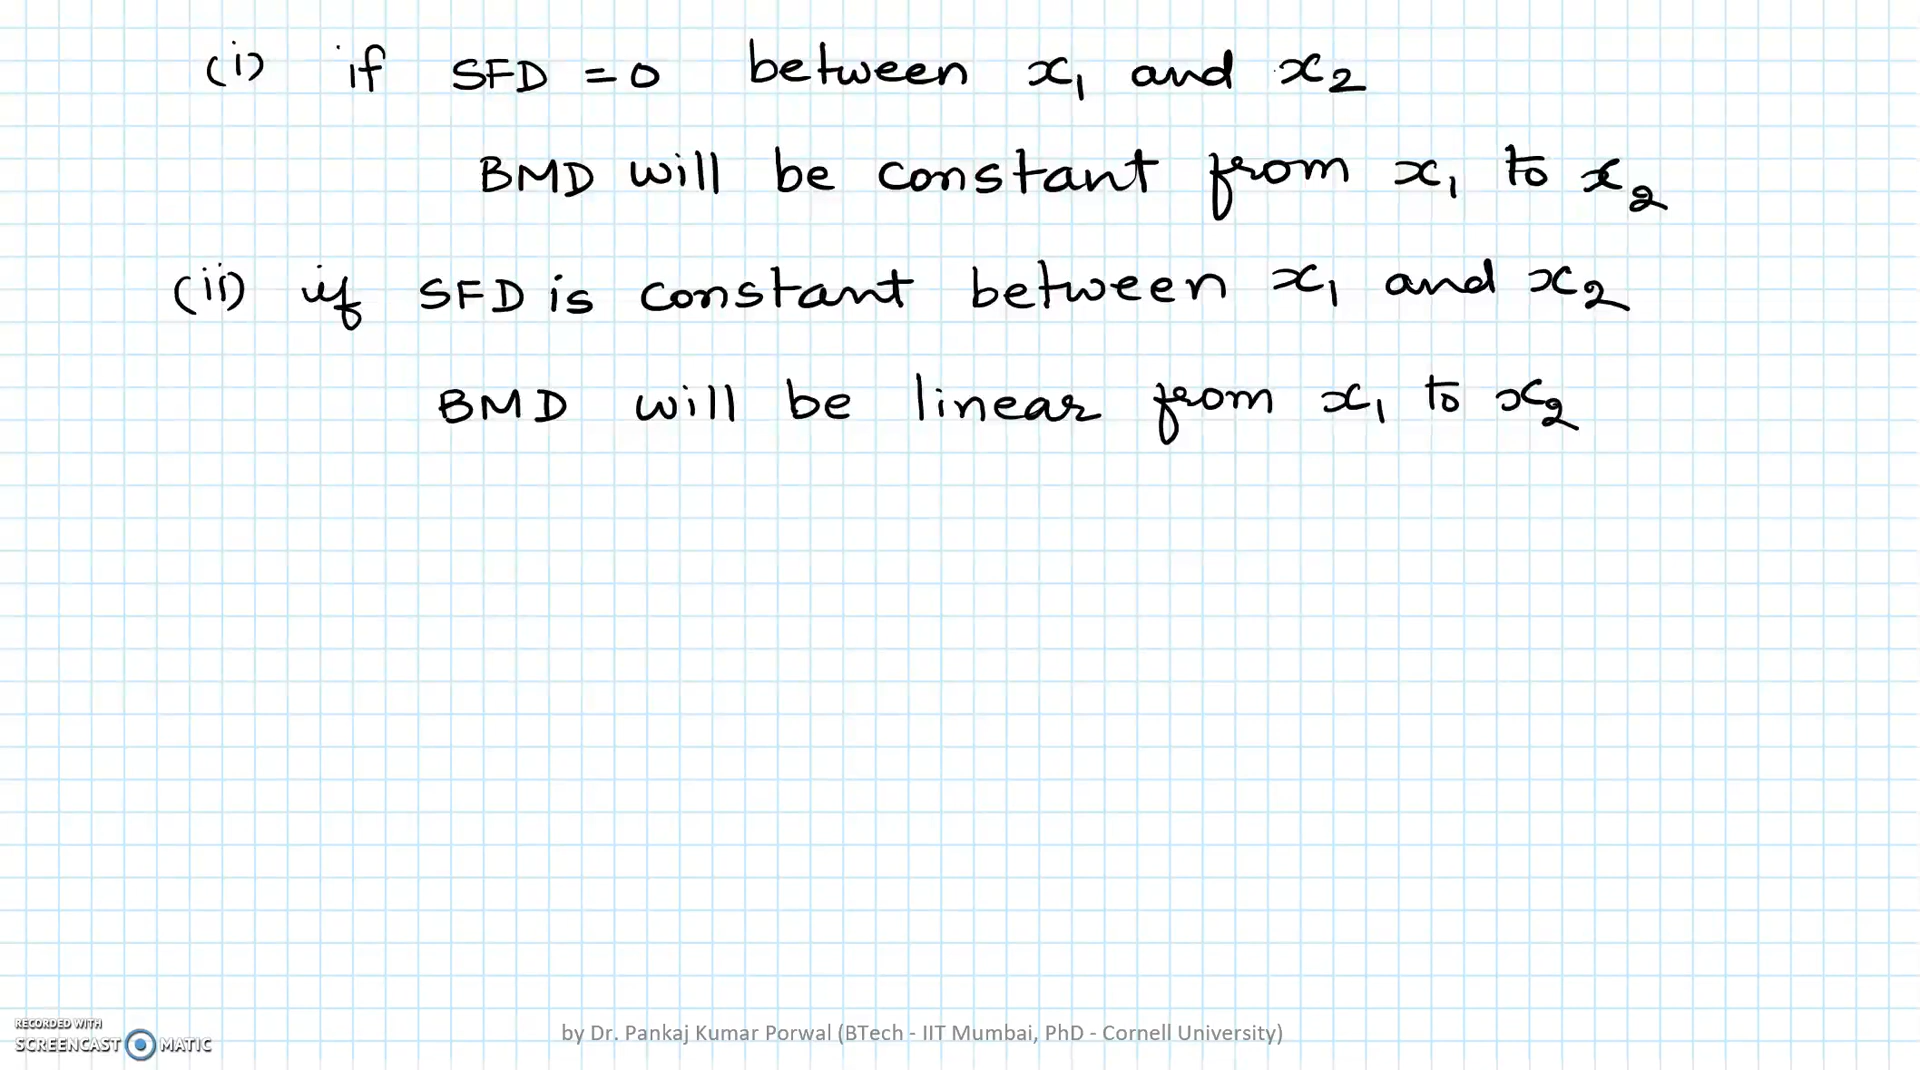 (i) if SFD = 0 between x₁ and x₂
BMD will be constant from x₁ to x₂
(ii) if SFD is constant between x₁ and x₂
BMD will be linear from x₁ to x₂
RECORDED WITH
SCREENCAST MATIC
by Dr. Pankaj Kumar Porwal (BTech - IIT Mumbai, PhD - Cornell University)